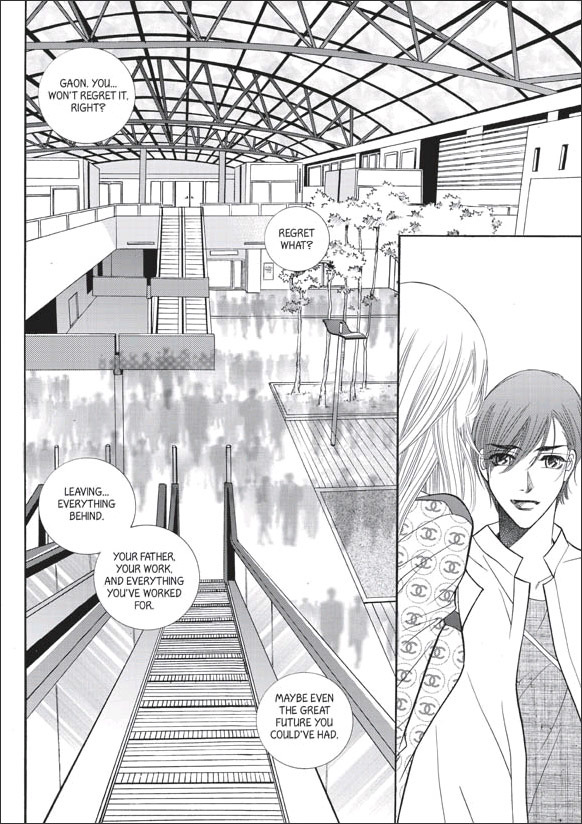 GAON. YOU...
WON'T REGRET IT,
RIGHT?
REGRET
WHAT?
LEAVING...
EVERYTHING
BEHIND.
YOUR FATHER,
YOUR WORK,
AND EVERYTHING
YOU'VE WORKED
FOR.
MAYBE EVEN
THE GREAT
FUTURE YOU
COULD'VE HAD.